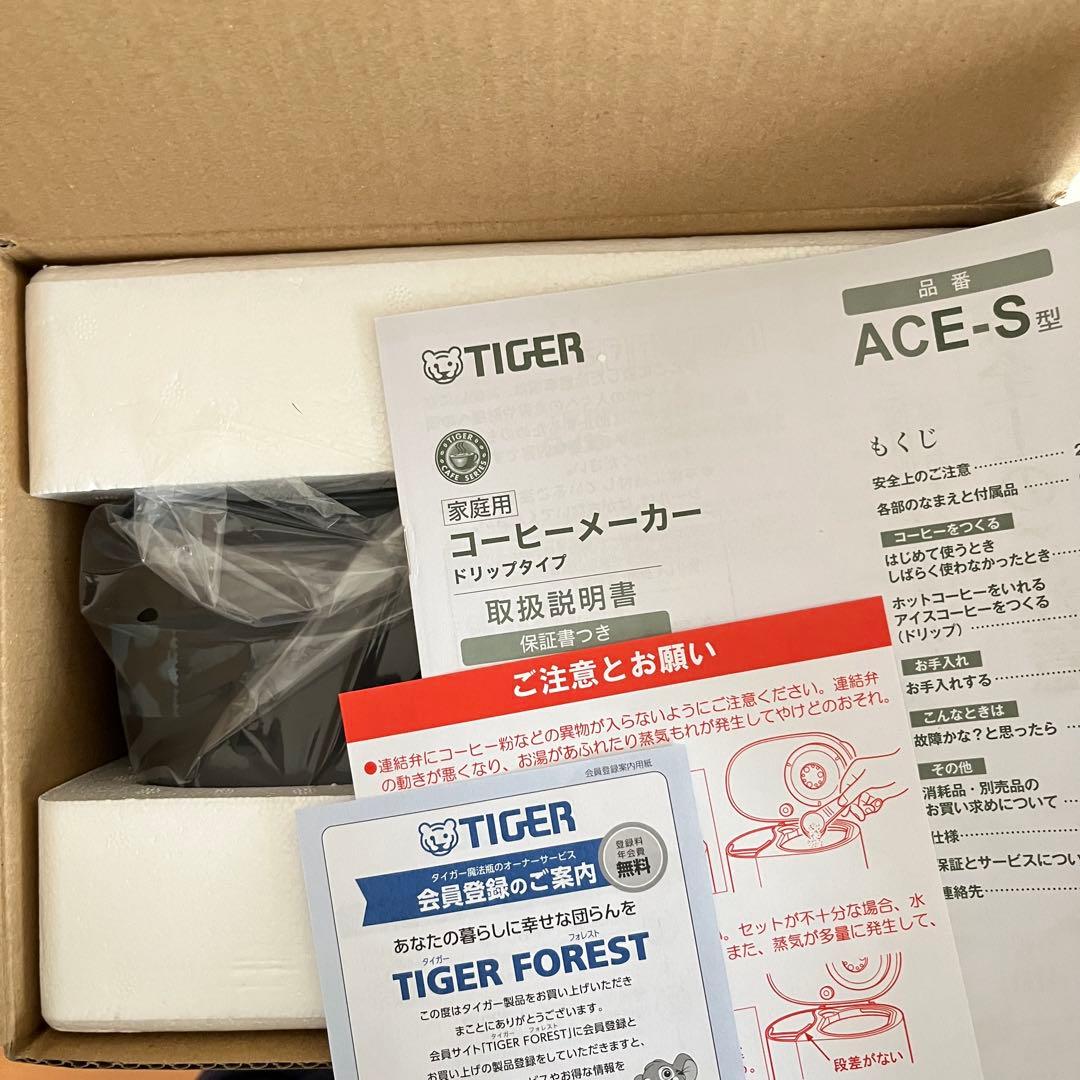 TIGER
TIGER
CAFE SERIES
家庭用
コーヒーメーカー
ドリップタイプ
取扱説明書
保証書つき
品番
ACE-S型
もくじ
安全上のご注意
各部のなまえと付属品
コーヒーをつくる
はじめて使うとき
しばらく使わなかったとき
ホットコーヒーをいれる
アイスコーヒーをつくる
(ドリップ)
お手入れ
お手入れする
こんなときは
故障かな?と思ったら
その他
消耗品・別売品の
お買い求めについて
仕様
保証とサービスについ
連絡先
ご注意とお願い
●連結弁にコーヒー粉などの異物が入らないようにご注意ください。連結弁
の動きが悪くなり、お湯があふれたり蒸気もれが発生してやけどのおそれ。
。セットが不十分な場合、水
また、蒸気が多量に発生して、
段差がない
会員登録案内用紙
TIGER
登録料
年会費
無料
タイガー魔法瓶のオーナーサービス
会員登録のご案内
あなたの暮らしに幸せな団らんを
タイガー フォレスト
TIGER FOREST
この度はタイガー製品をお買い上げいただき
まことにありがとうございます。
タイガー フォレスト
会員サイト「TIGER FOREST」に会員登録と
お買い上げの製品登録をしていただきますと、
ビスやお得な情報を